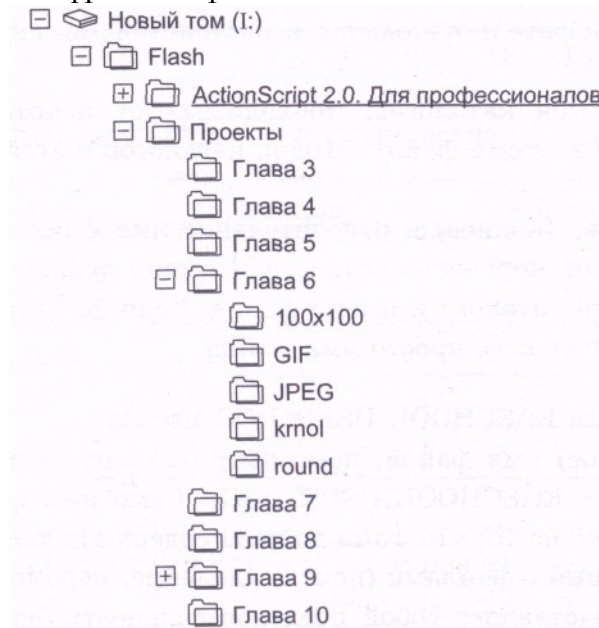 Новый том (I:)
Flash
ActionScript 2.0. Для профессионалов
Проекты
Глава 3
Глава 4
Глава 5
Глава 6
100x100
GIF
JPEG
krnol
round
Глава 7
Глава 8
Глава 9
Глава 10